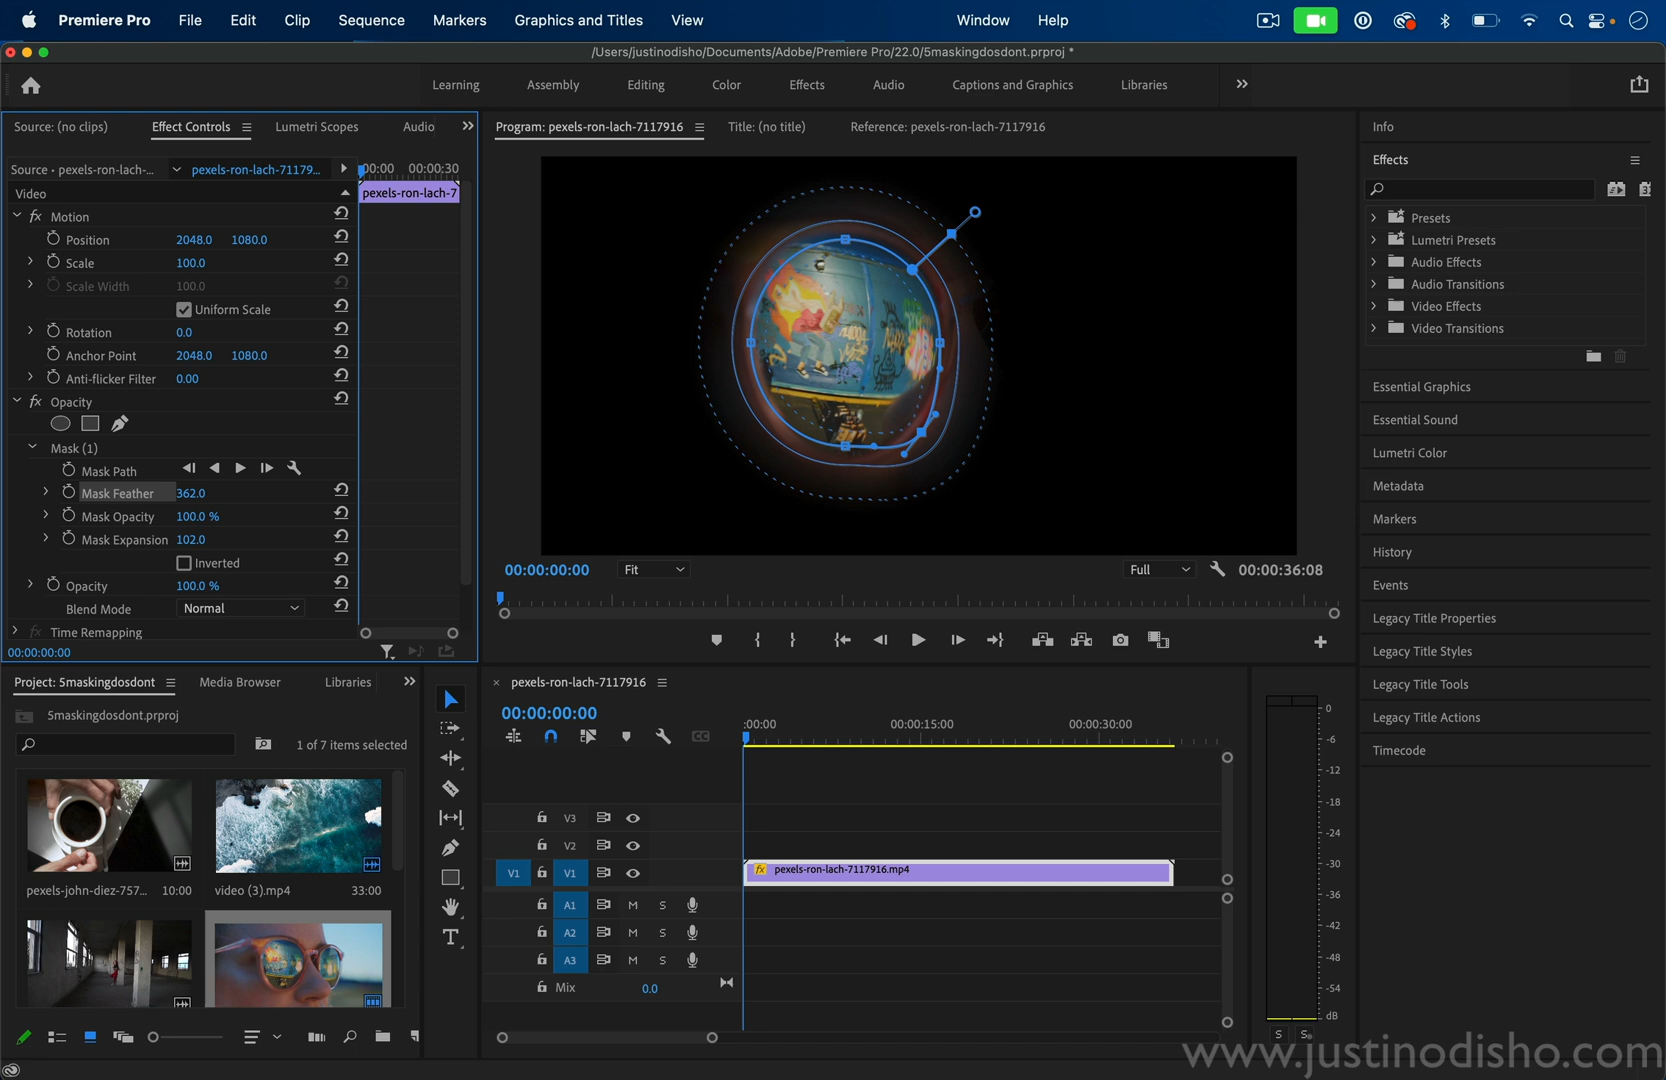 Premiere Pro File Edit Clip Sequence Markers Graphics and Titles View Window Help
/Users/justinodisho/Documents/Adobe/Premiere Pro/22.0/5maskingdosdont.prproj *
Learning Assembly Editing Color Effects Audio Captions and Graphics Libraries
Source: (no clips) Effect Controls Lumetri Scopes Audio
Source • pexels-ron-lach-... pexels-ron-lach-71179...
:00:00 00:00:30
Video
pexels-ron-lach-7
fx Motion
Position 2048.0 1080.0
Scale 100.0
Scale Width 100.0
Uniform Scale
Rotation 0.0
Anchor Point 2048.0 1080.0
Anti-flicker Filter 0.00
fx Opacity
Mask (1)
Mask Path
Mask Feather 362.0
Mask Opacity 100.0 %
Mask Expansion 102.0
Inverted
Opacity 100.0 %
Blend Mode Normal
fx Time Remapping
00:00:00:00
Program: pexels-ron-lach-7117916 Title: (no title) Reference: pexels-ron-lach-7117916
00:00:00:00 Fit Full 00:00:36:08
Info
Effects
Presets
Lumetri Presets
Audio Effects
Audio Transitions
Video Effects
Video Transitions
Essential Graphics
Essential Sound
Lumetri Color
Metadata
Markers
History
Events
Legacy Title Properties
Legacy Title Styles
Legacy Title Tools
Legacy Title Actions
Timecode
Project: 5maskingdosdont Media Browser Libraries
5maskingdosdont.prproj
1 of 7 items selected
pexels-john-diez-757... 10:00
video (3).mp4 33:00
pexels-ron-lach-7117916
00:00:00:00
:00:00 00:00:15:00 00:00:30:00
V3
V2
V1 V1 fx pexels-ron-lach-7117916.mp4
A1 M S
A2 M S
A3 M S
Mix 0.0
0
-6
-12
-18
-24
-30
-36
-42
-48
-54
dB
S S
www.justinodisho.com